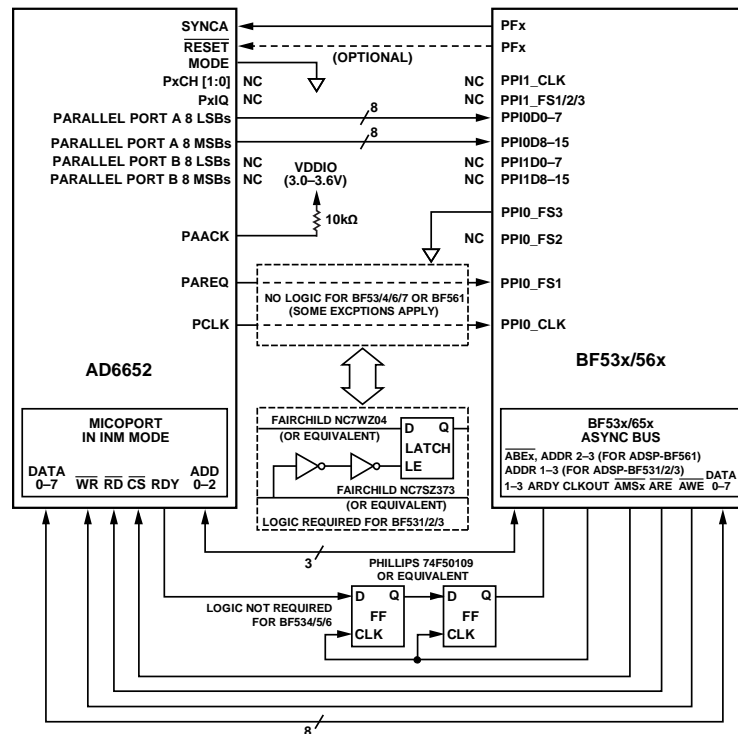 SYNCA PFx
RESET PFx
MODE (OPTIONAL)
PxCH [1:0] NC NC PPI1_CLK
PxIQ NC NC PPI1_FS1/2/3
PARALLEL PORT A 8 LSBs 8 PPI0D0–7
PARALLEL PORT A 8 MSBs 8 PPI0D8–15
PARALLEL PORT B 8 LSBs NC NC PPI1D0–7
PARALLEL PORT B 8 MSBs NC NC PPI1D8–15
VDDIO
(3.0–3.6V)
10kΩ
PPI0_FS3
PAACK NC PPI0_FS2
PAREQ PPI0_FS1
NO LOGIC FOR BF53/4/6/7 OR BF561
(SOME EXCPTIONS APPLY)
PCLK PPI0_CLK
AD6652 BF53x/56x
MICOPORT
IN INM MODE
DATA
0–7
WR RD CS RDY
ADD
0–2
FAIRCHILD NC7WZ04
(OR EQUIVALENT)
D Q
LATCH
LE
FAIRCHILD NC7SZ373
(OR EQUIVALENT)
LOGIC REQUIRED FOR BF531/2/3
BF53x/65x
ASYNC BUS
ABEx, ADDR 2–3 (FOR ADSP-BF561)
ADDR 1–3 (FOR ADSP-BF531/2/3)
1–3 ARDY CLKOUT AMSx ARE AWE
DATA
0–7
3
PHILLIPS 74F50109
OR EQUIVALENT
LOGIC NOT REQUIRED
FOR BF534/5/6
D Q
FF
CLK
D Q
FF
CLK
8